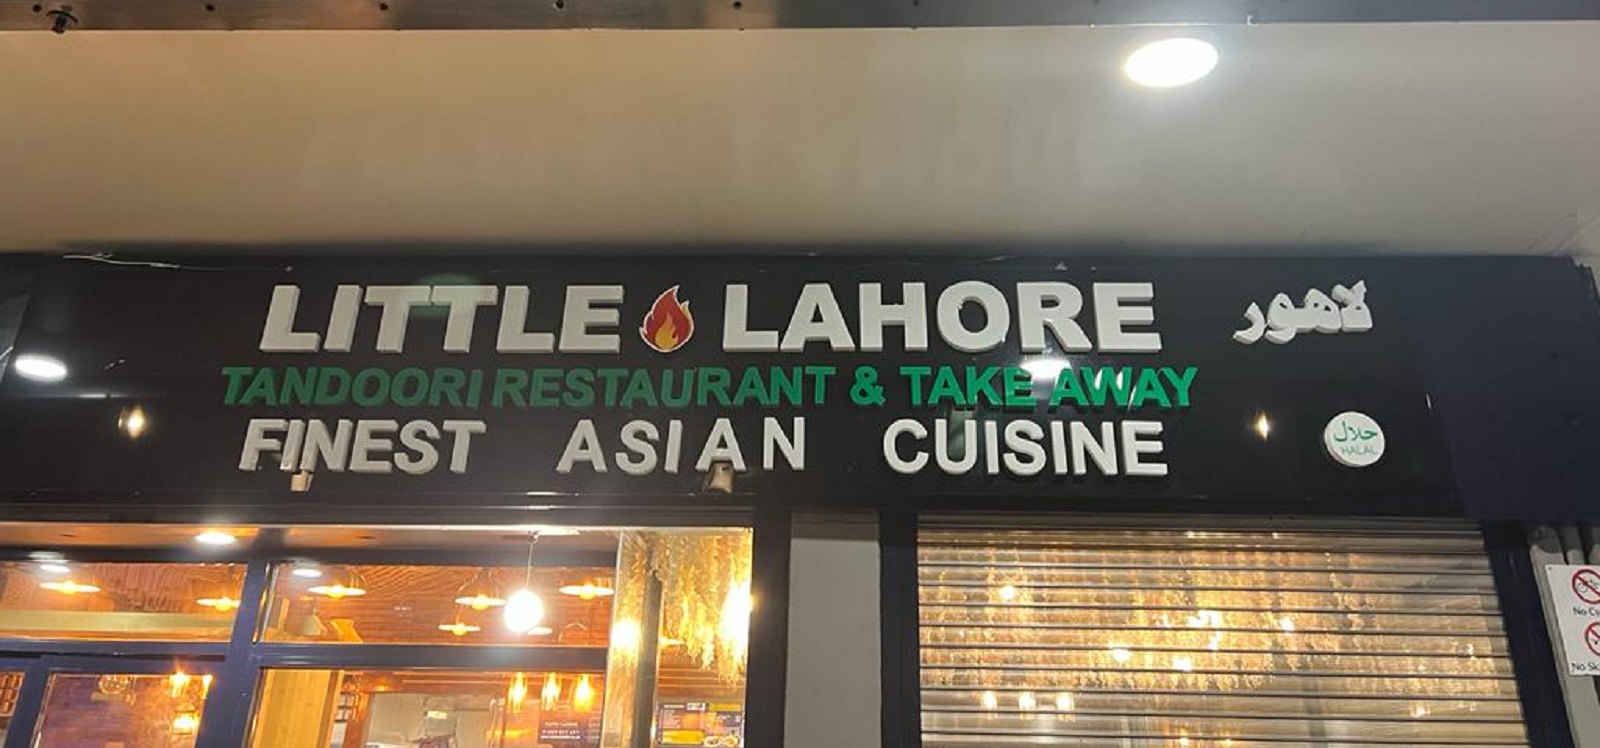 LITTLE LAHORE
لاهور
TANDOORI RESTAURANT & TAKE AWAY
FINEST ASIAN CUISINE
حلال
HALAL